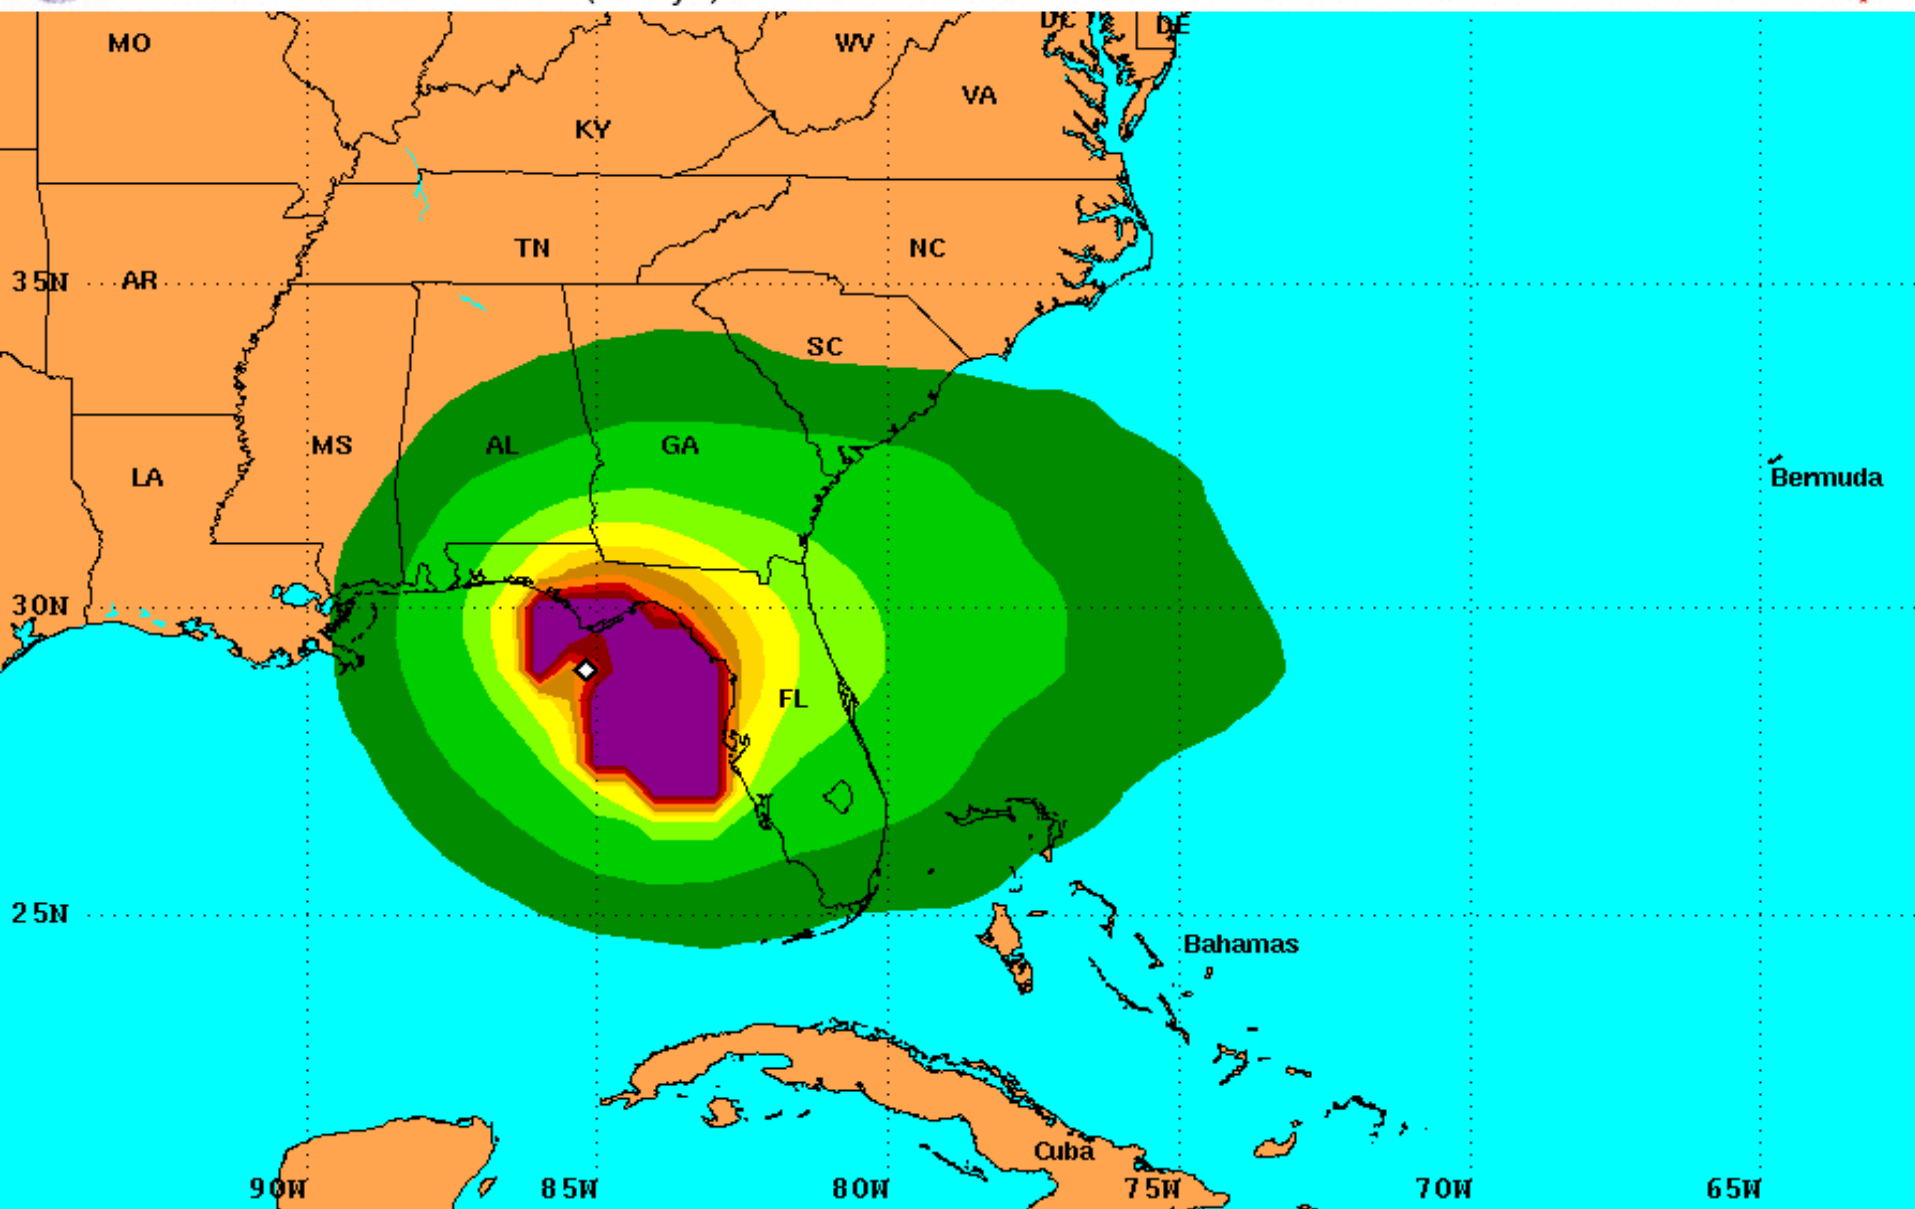 DC
DE
MO
WV
VA
KY
TN
NC
35N
AR
SC
MS
AL
GA
LA
Bermuda
30N
FL
25N
Bahamas
Cuba
90W
85W
80W
75W
70W
65W